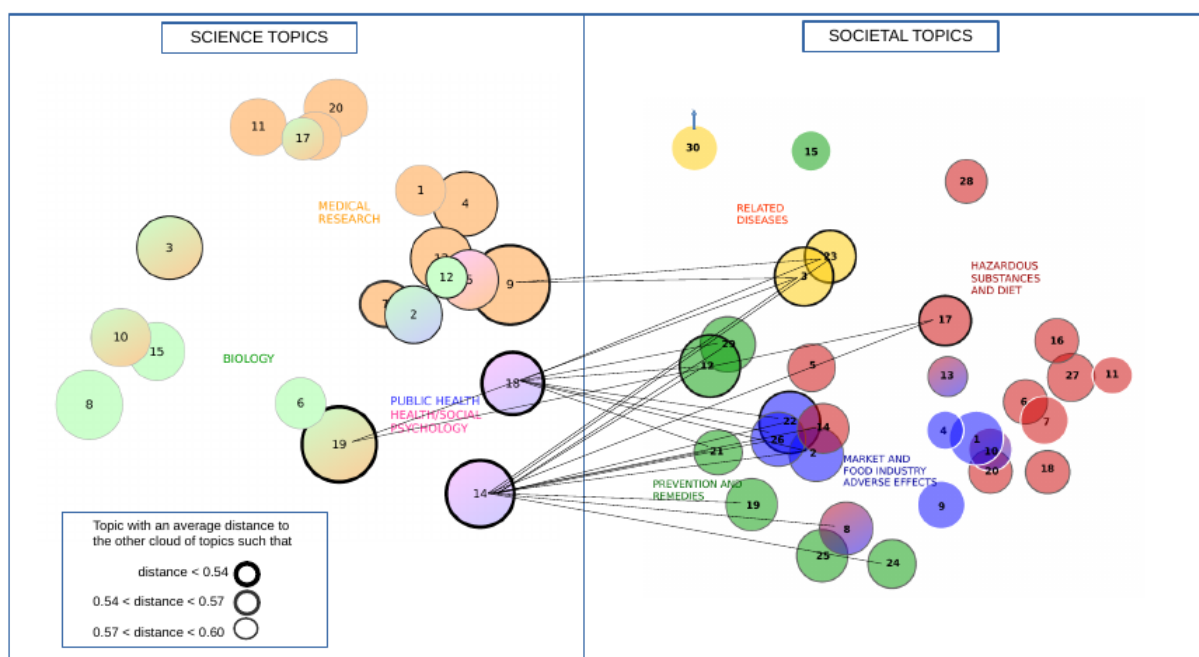 SCIENCE TOPICS
SOCIETAL TOPICS
20
11
17
1
4
MEDICAL
RESEARCH
3
12
9
7
2
10
15
BIOLOGY
8
6
18
PUBLIC HEALTH
HEALTH/SOCIAL
PSYCHOLOGY
19
14
Topic with an average distance to
the other cloud of topics such that
distance < 0.54
0.54 < distance < 0.57
0.57 < distance < 0.60
30
15
28
RELATED
DISEASES
23
3
HAZARDOUS
SUBSTANCES
AND DIET
17
29
12
5
16
13
27
11
6
7
22
14
26
2
4
1
10
20
18
21
MARKET AND
FOOD INDUSTRY
ADVERSE EFFECTS
PREVENTION AND
REMEDIES
19
9
8
25
24